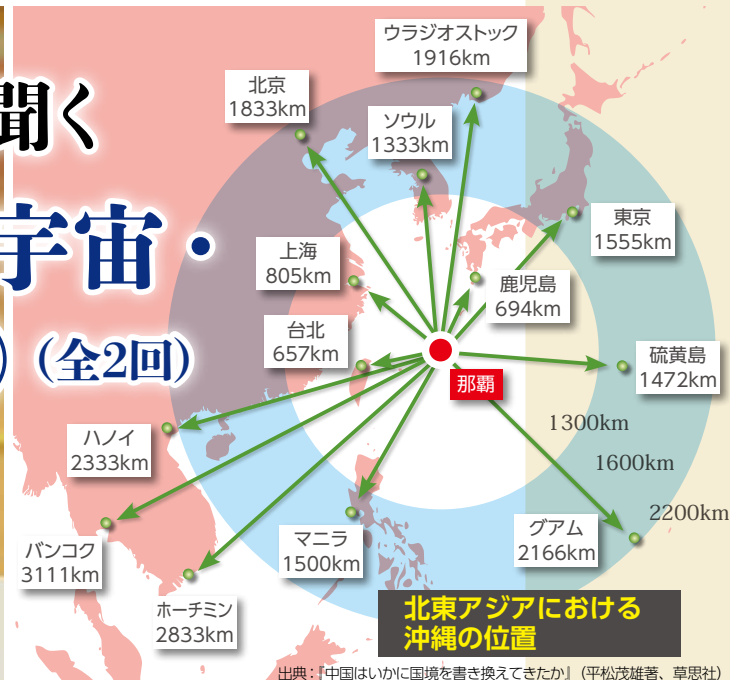 聞く
宇宙・
）（全2回）
ウラジオストック
1916km
北京
1833km
ソウル
1333km
東京
1555km
上海
805km
鹿児島
694km
台北
657km
硫黄島
1472km
那覇
1300km
1600km
2200km
ハノイ
2333km
バンコク
3111km
ホーチミン
2833km
マニラ
1500km
グアム
2166km
北東アジアにおける
沖縄の位置
出典：『中国はいかに国境を書き換えてきたか』（平松茂雄著、草思社）